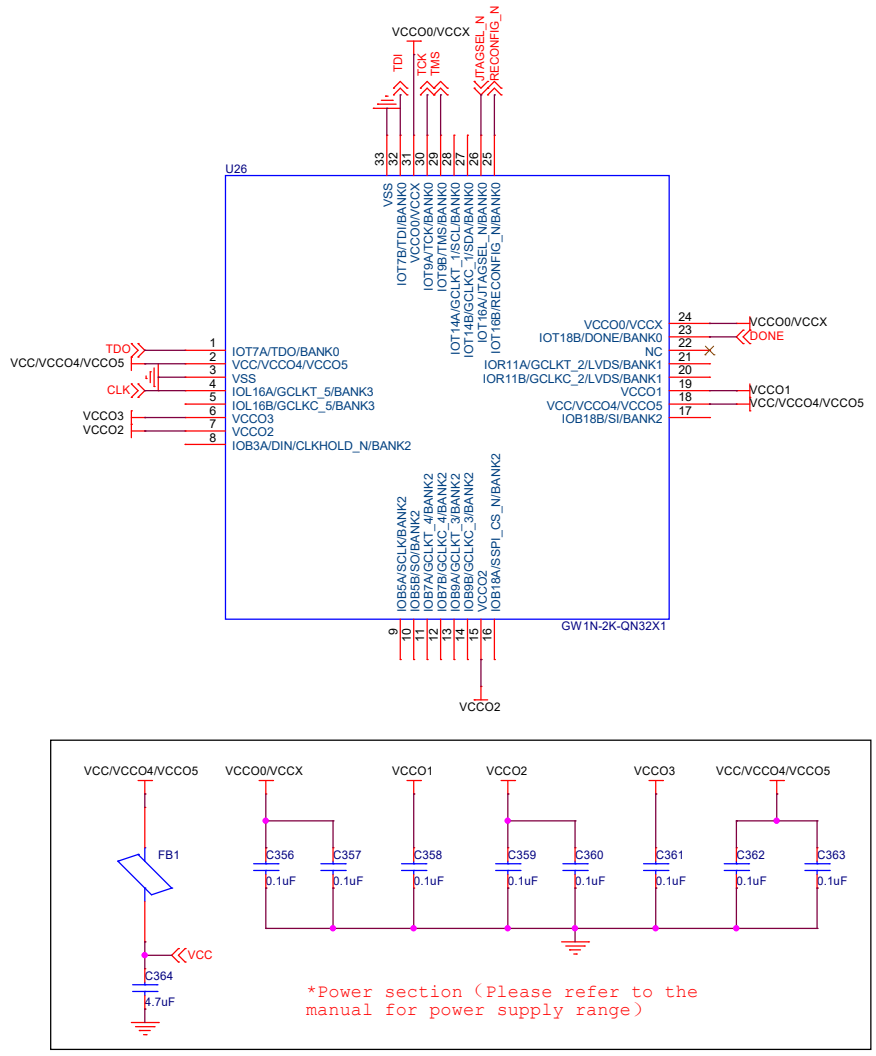 VCCO0/VCCX
TDI
TCK
TMS
JTAGSEL_N
RECONFIG_N
33
32
31
30
29
28
27
26
25
U26
VSS
IOT7B/TDI/BANK0
VCCO0/VCCX
IOT9A/TCK/BANK0
IOT9B/TMS/BANK0
IOT14A/GCLKT_1/SCL/BANK0
IOT14B/GCLKC_1/SDA/BANK0
IOT16A/JTAGSEL_N/BANK0
IOT16B/RECONFIG_N/BANK0
TDO 1 IOT7A/TDO/BANK0
VCC/VCCO4/VCCO5 2 VCC/VCCO4/VCCO5
3 VSS
CLK 4 IOL16A/GCLKT_5/BANK3
5 IOL16B/GCLKC_5/BANK3
VCCO3 6 VCCO3
VCCO2 7 VCCO2
8 IOB3A/DIN/CLKHOLD_N/BANK2
VCCO0/VCCX 24 VCCO0/VCCX
IOT18B/DONE/BANK0 23 DONE
NC 22
IOR11A/GCLKT_2/LVDS/BANK1 21
IOR11B/GCLKC_2/LVDS/BANK1 20
VCCO1 19 VCCO1
VCC/VCCO4/VCCO5 18 VCC/VCCO4/VCCO5
IOB18B/SI/BANK2 17
IOB5A/SCLK/BANK2
IOB5B/SO/BANK2
IOB7A/GCLKT_4/BANK2
IOB7B/GCLKC_4/BANK2
IOB9A/GCLKT_3/BANK2
IOB9B/GCLKC_3/BANK2
VCCO2
IOB18A/SSPI_CS_N/BANK2
GW1N-2K-QN32X1
9
10
11
12
13
14
15
16
VCCO2
VCC/VCCO4/VCCO5 VCCO0/VCCX VCCO1 VCCO2 VCCO3 VCC/VCCO4/VCCO5
FB1 C356 C357 C358 C359 C360 C361 C362 C363
0.1uF 0.1uF 0.1uF 0.1uF 0.1uF 0.1uF 0.1uF 0.1uF
VCC
C364
4.7uF
*Power section（Please refer to the
manual for power supply range）